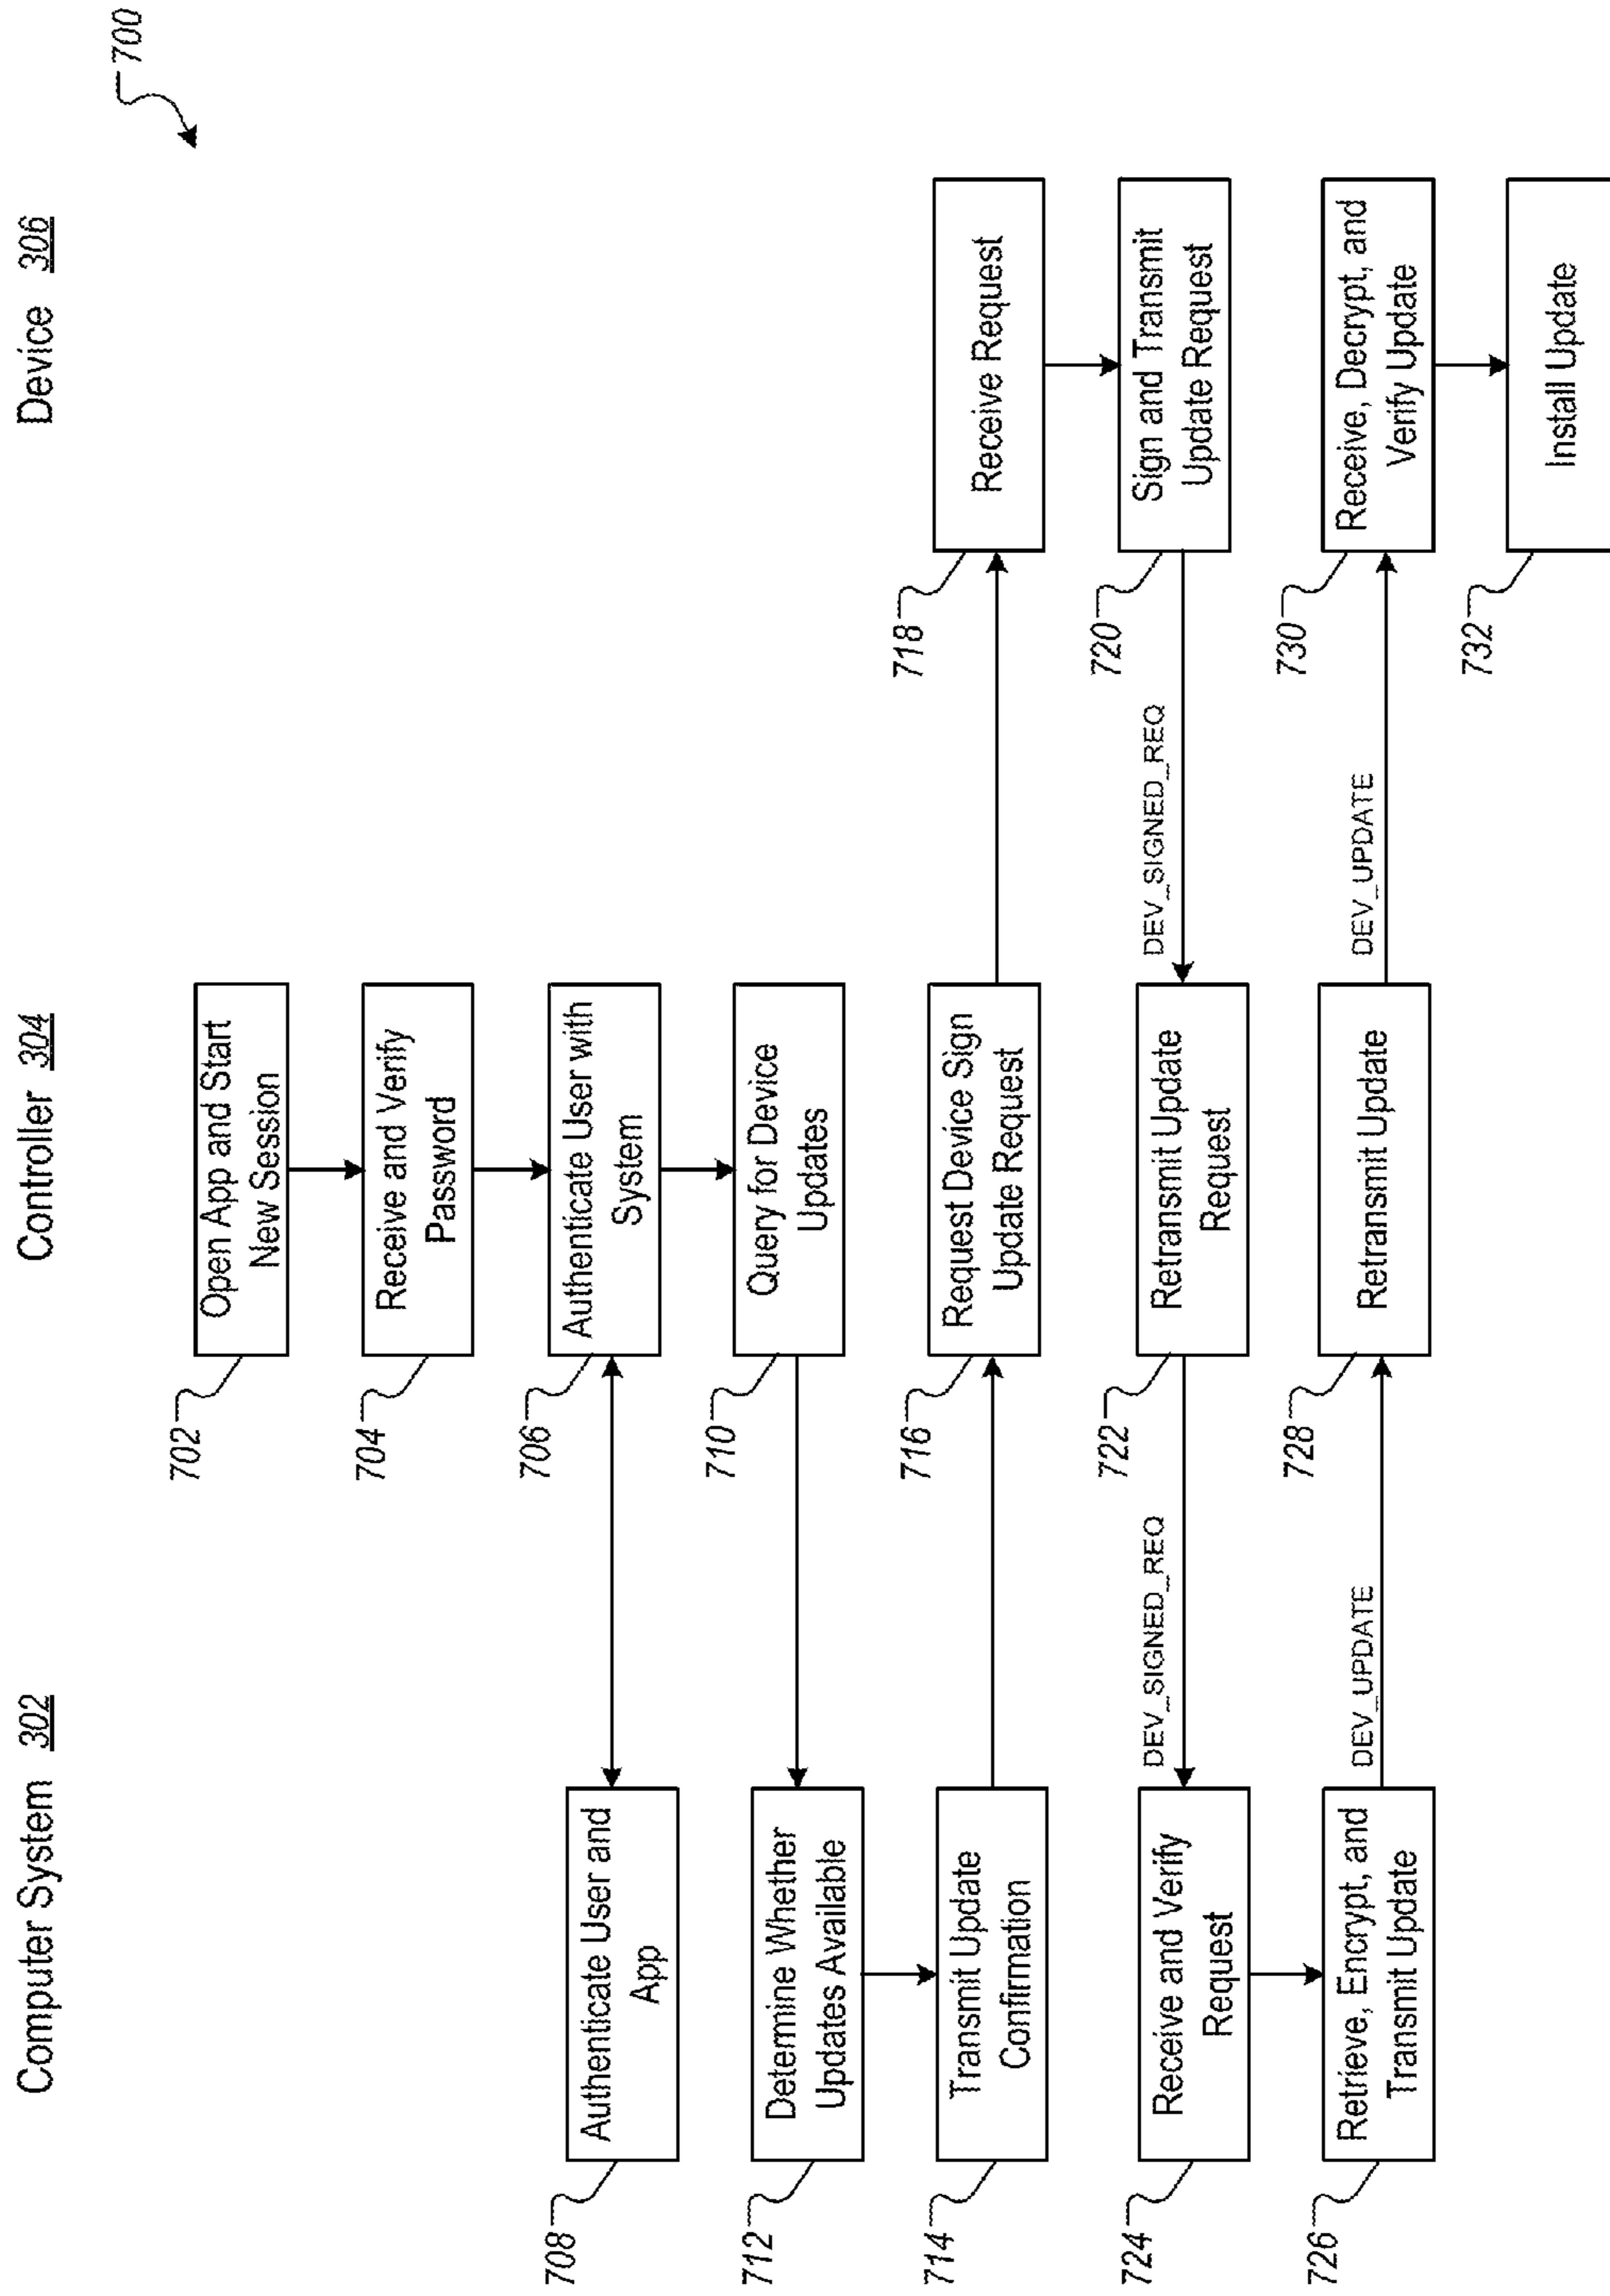 700
Computer System 302
Controller 304
Device 306
702
Open App and Start
New Session
704
Receive and Verify
Password
706
Authenticate User with
System
708
Authenticate User and
App
710
Query for Device
Updates
712
Determine Whether
Updates Available
714
Transmit Update
Confirmation
716
Request Device Sign
Update Request
718
Receive Request
720
Sign and Transmit
Update Request
DEV_SIGNED_REQ
722
Retransmit Update
Request
DEV_SIGNED_REQ
724
Receive and Verify
Request
726
Retrieve, Encrypt, and
Transmit Update
DEV_UPDATE
728
Retransmit Update
DEV_UPDATE
730
Receive, Decrypt, and
Verify Update
732
Install Update